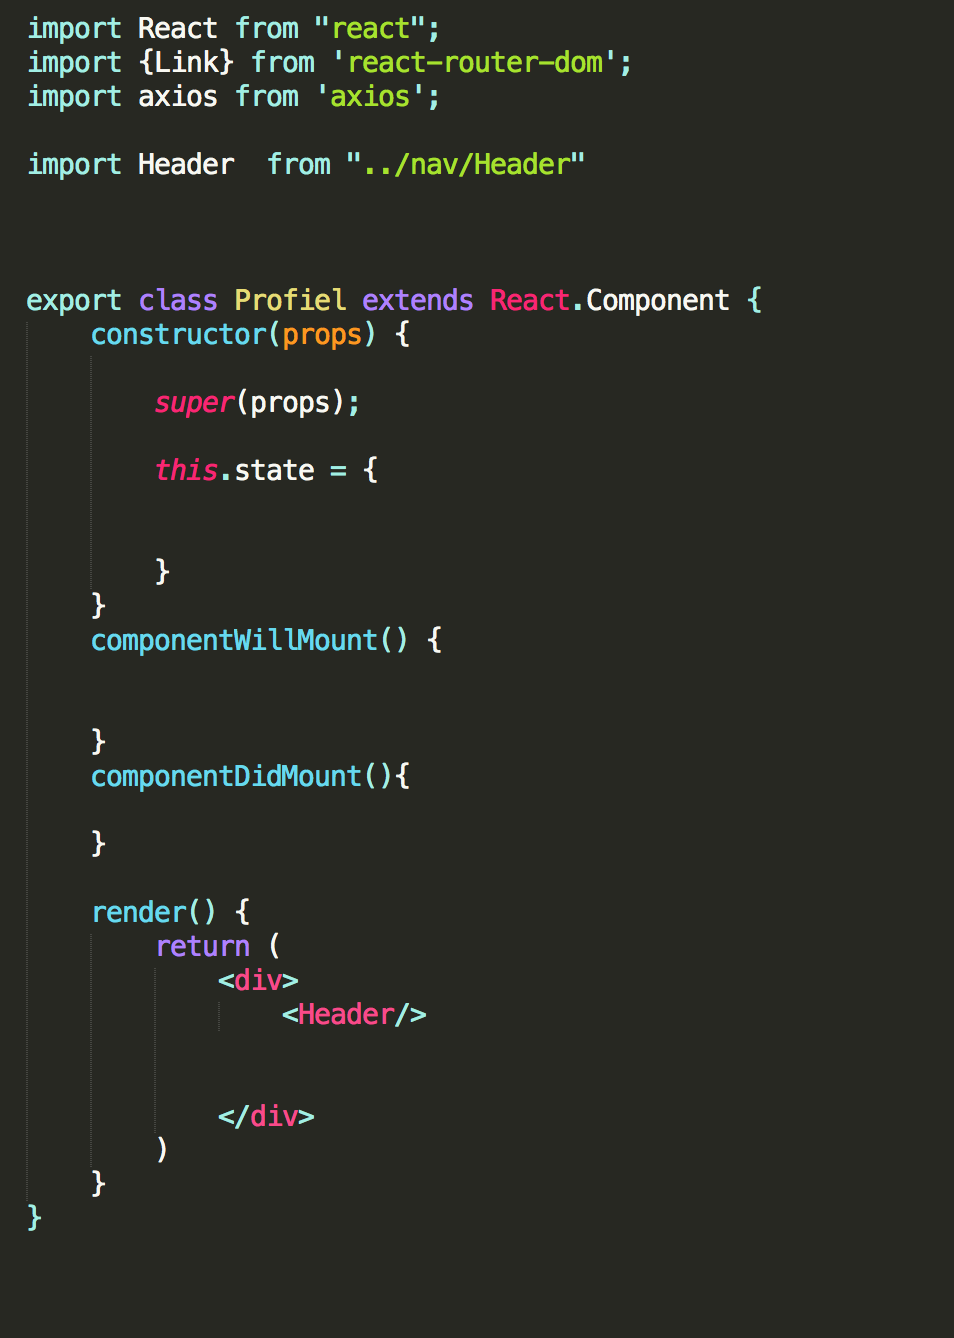 import React from "react";
import {Link} from 'react-router-dom';
import axios from 'axios';
import Header  from "../nav/Header"
export class Profiel extends React.Component {
    constructor(props) {
        super(props);
        this.state = {
        }
    }
    componentWillMount() {
    }
    componentDidMount(){
    }
    render() {
        return (
            <div>
                <Header/>
            </div>
        )
    }
}